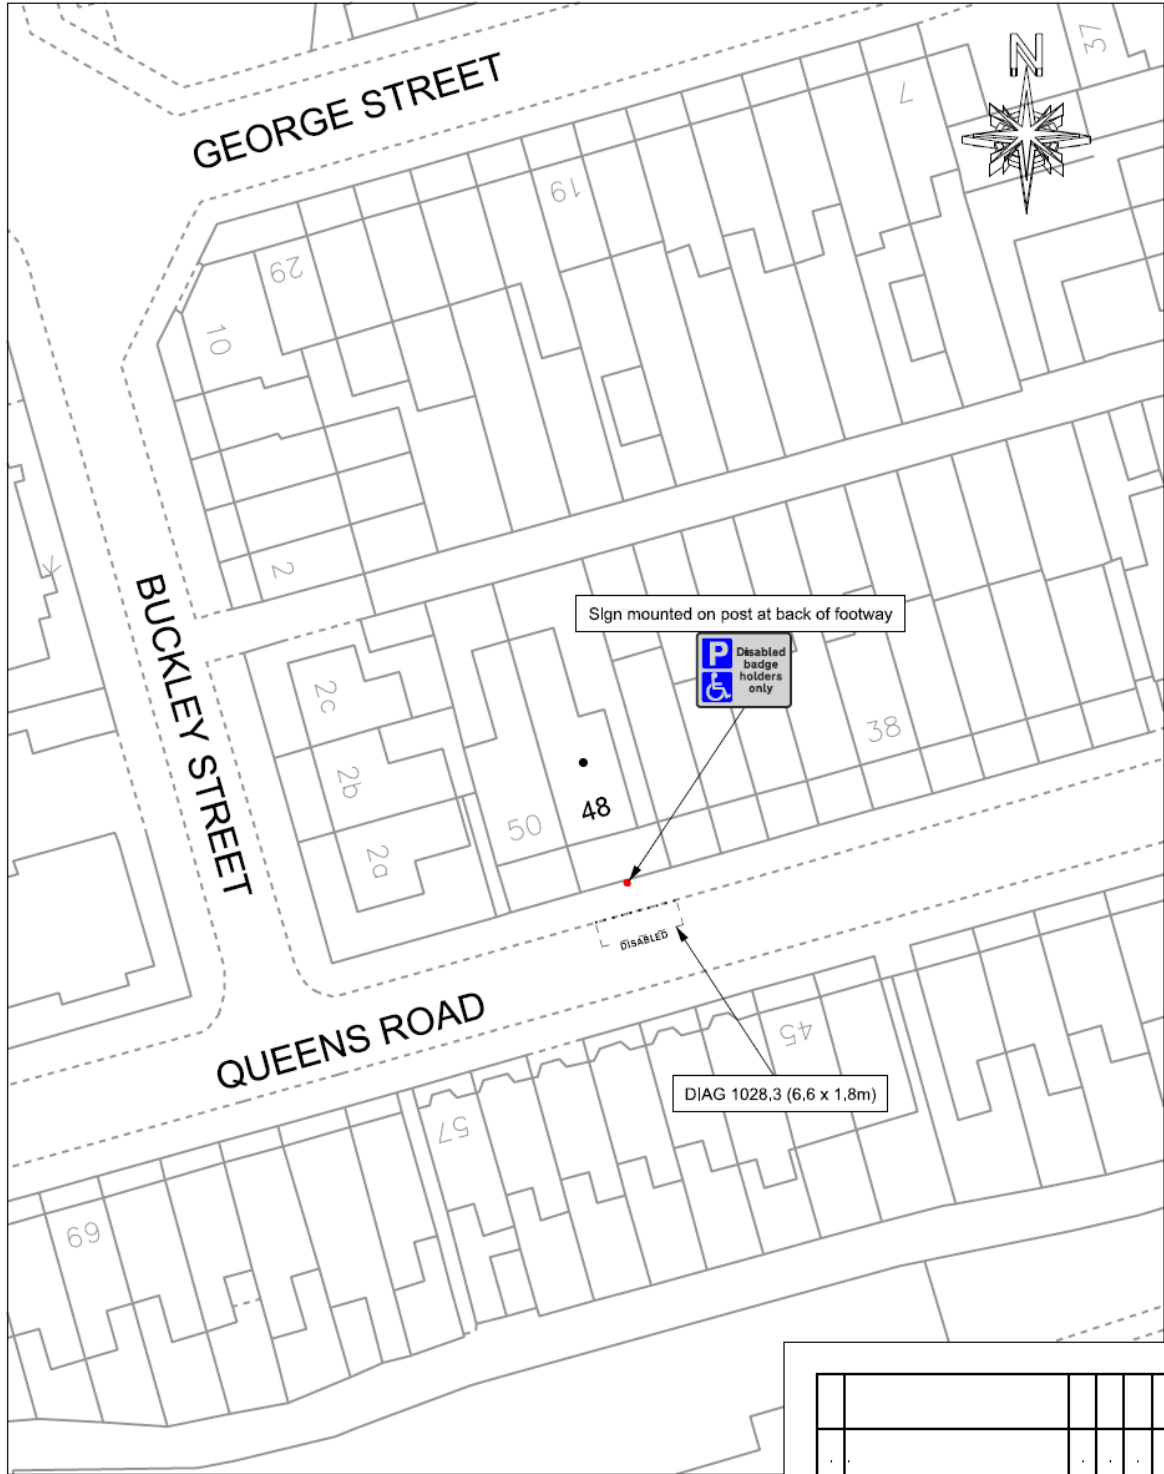 GEORGE STREET
N
37
7
19
29
10
2
BUCKLEY STREET
Sign mounted on post at back of footway
P
Disabled
badge
holders
only
2c
38
2b
48
50
2a
DISABLED
QUEENS ROAD
45
DIAG 1028,3 (6,6 x 1,8m)
57
69